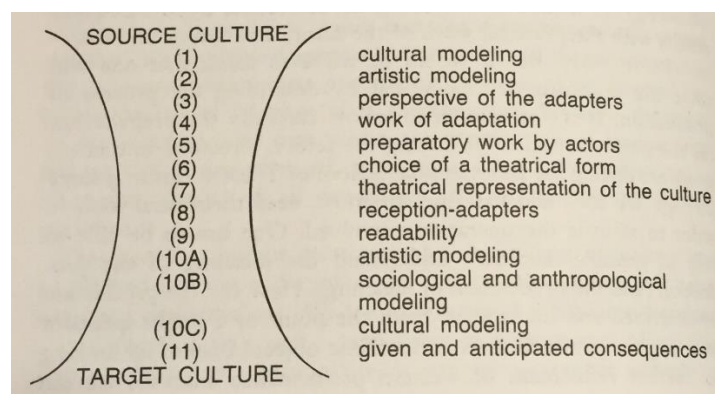 SOURCE CULTURE
(1) cultural modeling
(2) artistic modeling
(3) perspective of the adapters
(4) work of adaptation
(5) preparatory work by actors
(6) choice of a theatrical form
(7) theatrical representation of the culture
(8) reception-adapters
(9) readability
(10A) artistic modeling
(10B) sociological and anthropological
modeling
(10C) cultural modeling
(11) given and anticipated consequences
TARGET CULTURE